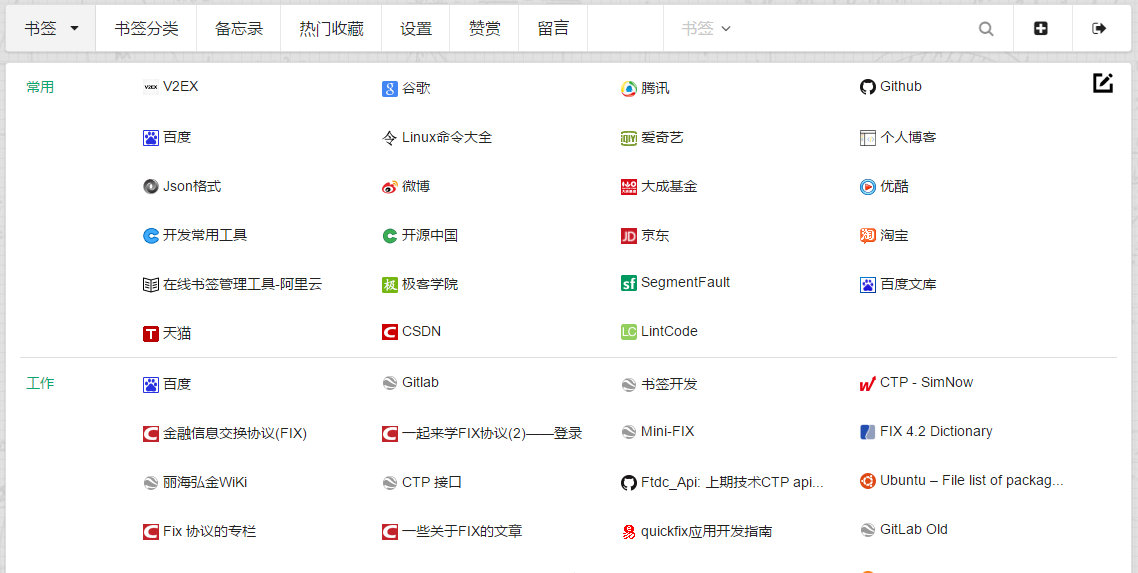 书签 书签分类 备忘录 热门收藏 设置 赞赏 留言 书签
常用 V2EX 谷歌 腾讯 Github
百度 Linux命令大全 爱奇艺 个人博客
Json格式 微博 大成基金 优酷
开发常用工具 开源中国 京东 淘宝
在线书签管理工具-阿里云 极客学院 SegmentFault 百度文库
天猫 CSDN LintCode
工作 百度 Gitlab 书签开发 CTP - SimNow
金融信息交换协议(FIX) 一起来学FIX协议(2)——登录 Mini-FIX FIX 4.2 Dictionary
丽海弘金WiKi CTP 接口 Ftdc_Api: 上期技术CTP api... Ubuntu – File list of packag...
Fix 协议的专栏 一些关于FIX的文章 quickfix应用开发指南 GitLab Old